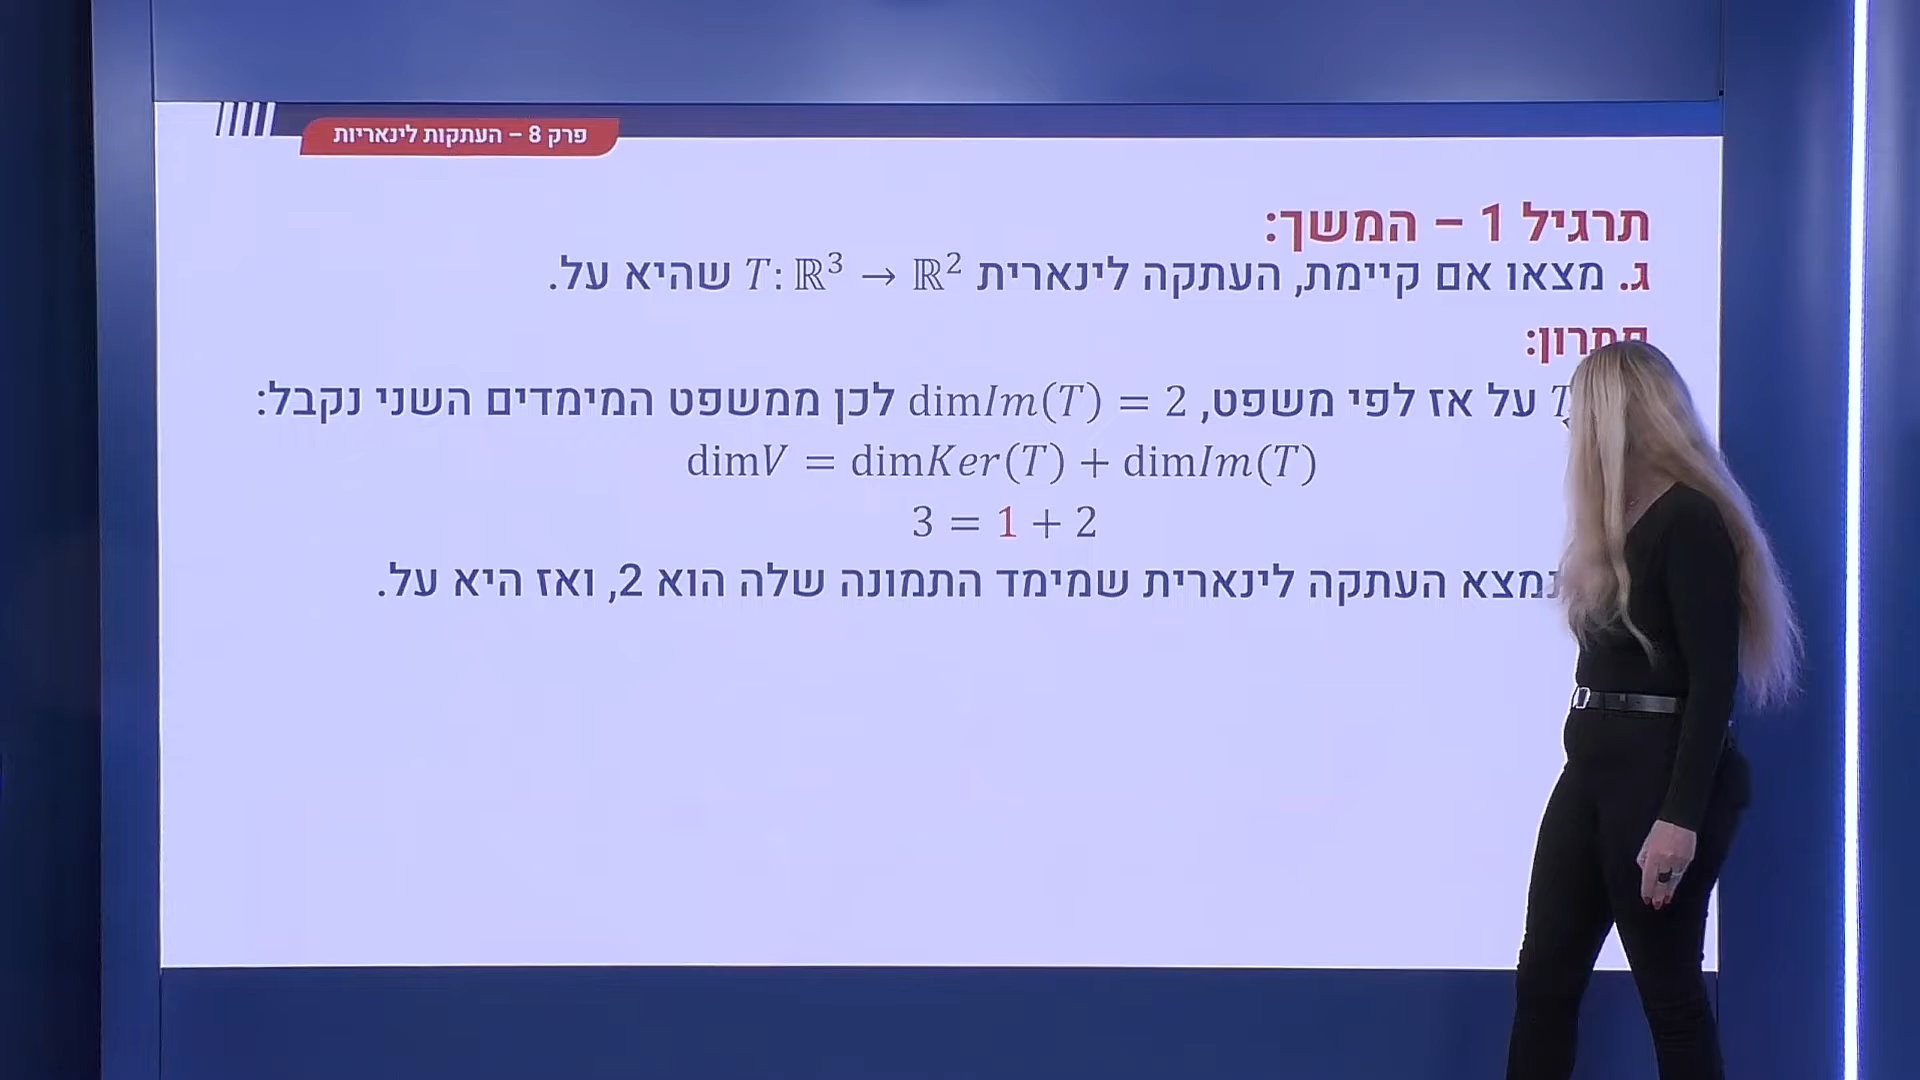 פרק 8 – העתקות לינאריות
תרגיל 1 – המשך:
ג. מצאו אם קיימת, העתקה לינארית T: ℝ³ → ℝ² שהיא על.
פתרון:
T על אז לפי משפט, dimIm(T) = 2 לכן ממשפט המימדים השני נקבל:
dimV = dimKer(T) + dimIm(T)
3 = 1 + 2
נמצא העתקה לינארית שמימד התמונה שלה הוא 2, ואז היא על.